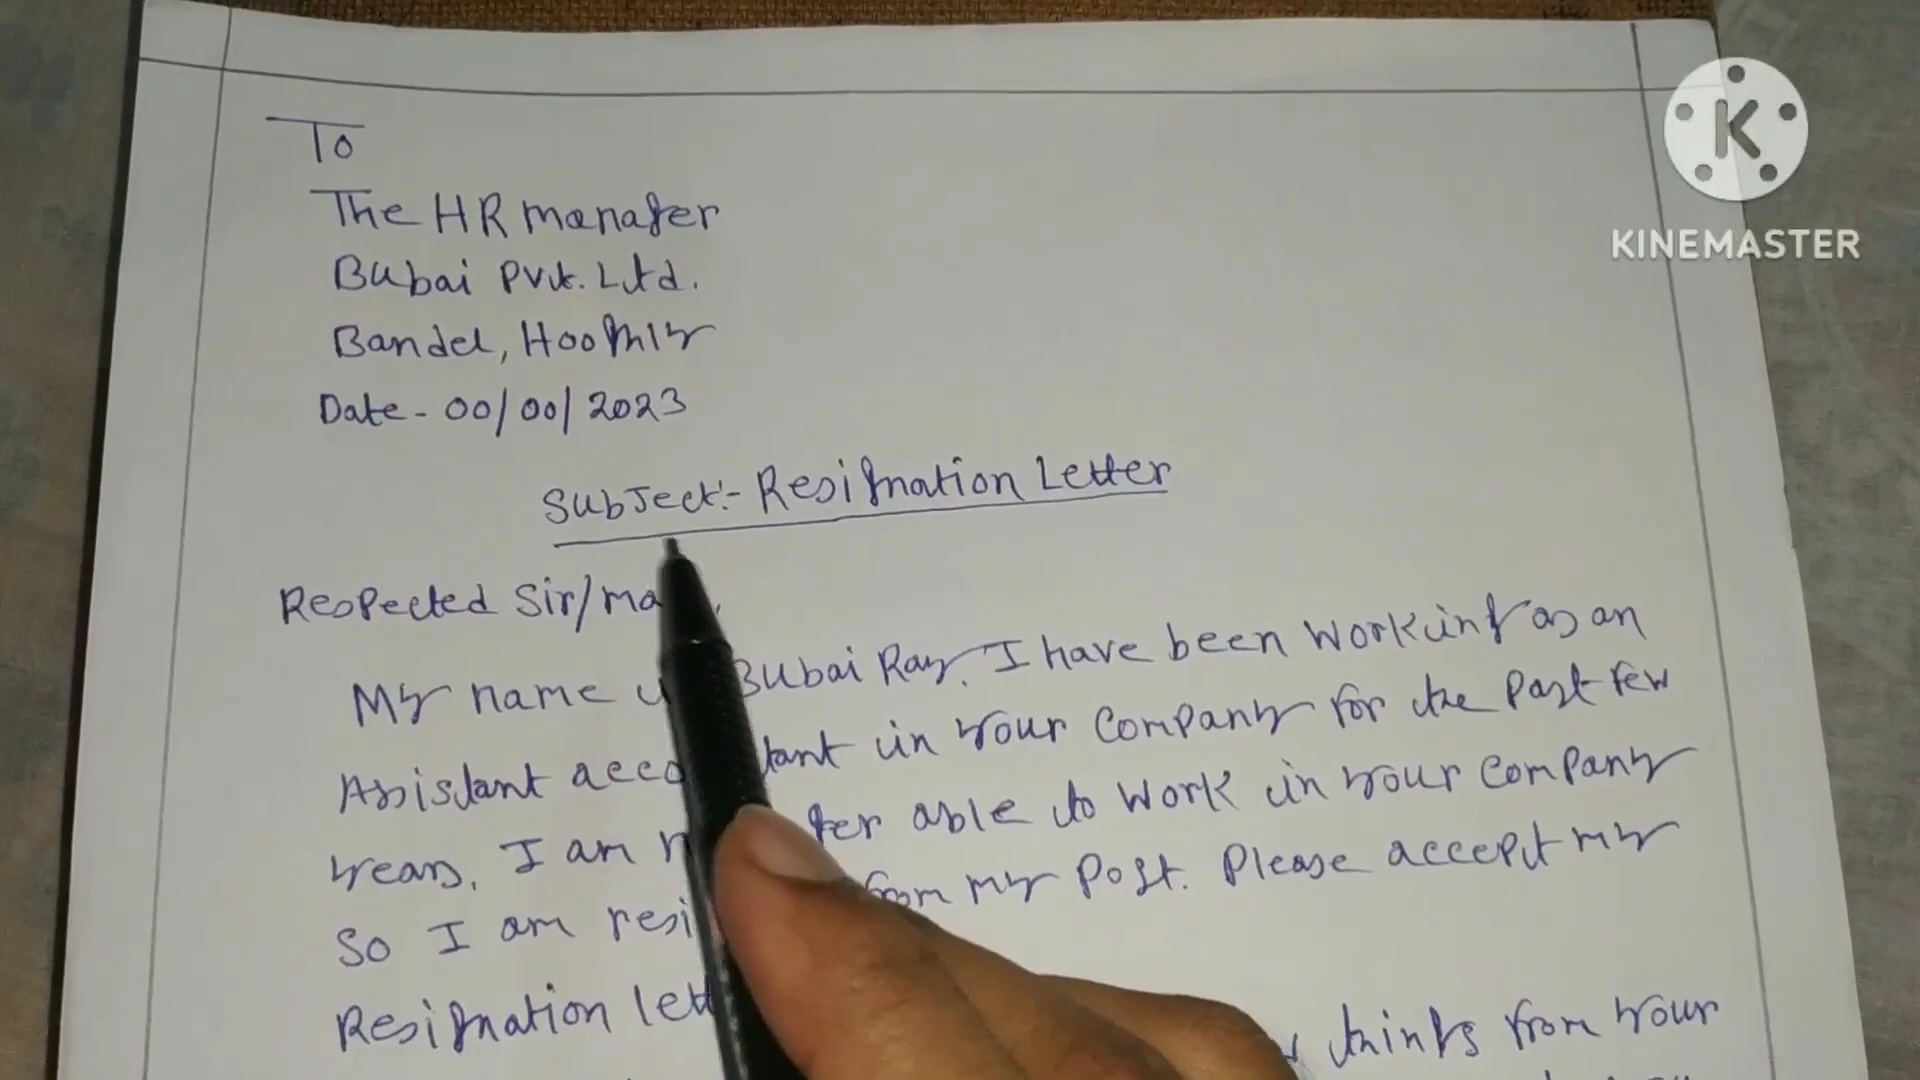 To
The HR manager
Bubai Pvt. Ltd.
Bandel, Hooghly
Date - 00/00/2023
Subject:- Resignation Letter
Respected Sir/
My name Bubai Ray. I have been working as an
Assistant in your company for the past few
years. I am able to work in your company
So I am from my post. Please accept my
Resignation
things from your
KINEMASTER